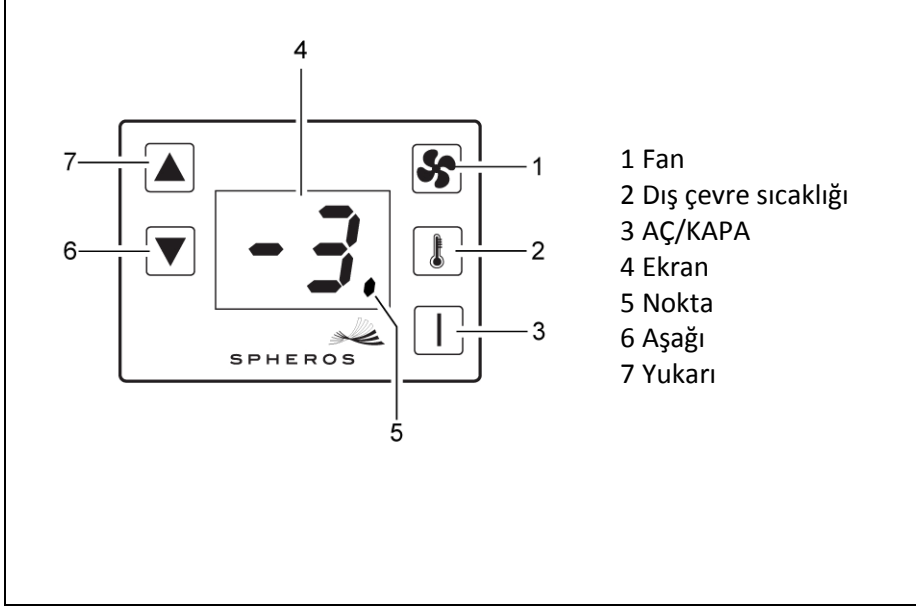 4
7
1
1 Fan
2 Dış çevre sıcaklığı
6
-3.
2
3 AÇ/KAPA
4 Ekran
5 Nokta
3
6 Aşağı
SPHEROS
7 Yukarı
5